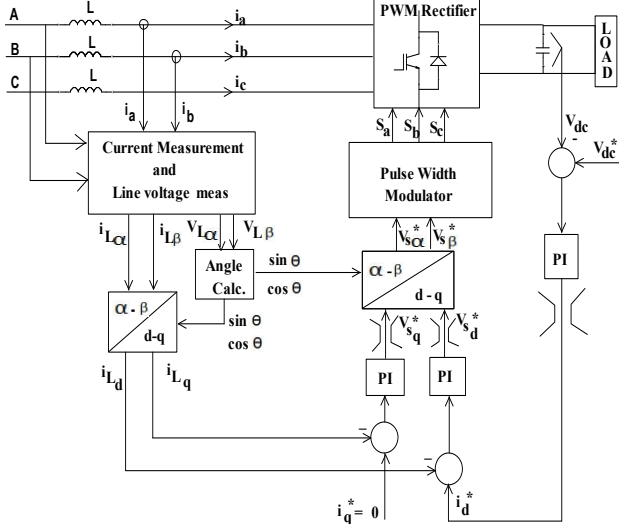 A L i_a PWM Rectifier
B L i_b
C L i_c
LOAD
i_a i_b
S_a S_b S_c
V_dc
-
V_dc*
Current Measurement
and
Line voltage meas
Pulse Width
Modulator
i_Lα i_Lβ V_Lα V_Lβ
V_sα* V_sβ*
PI
Angle
Calc.
sin θ
cos θ
α - β
d - q
α - β
d-q
sin θ
cos θ
V_sq* V_sd*
i_Ld i_Lq
PI PI
-
-
i_q* = 0
i_d*